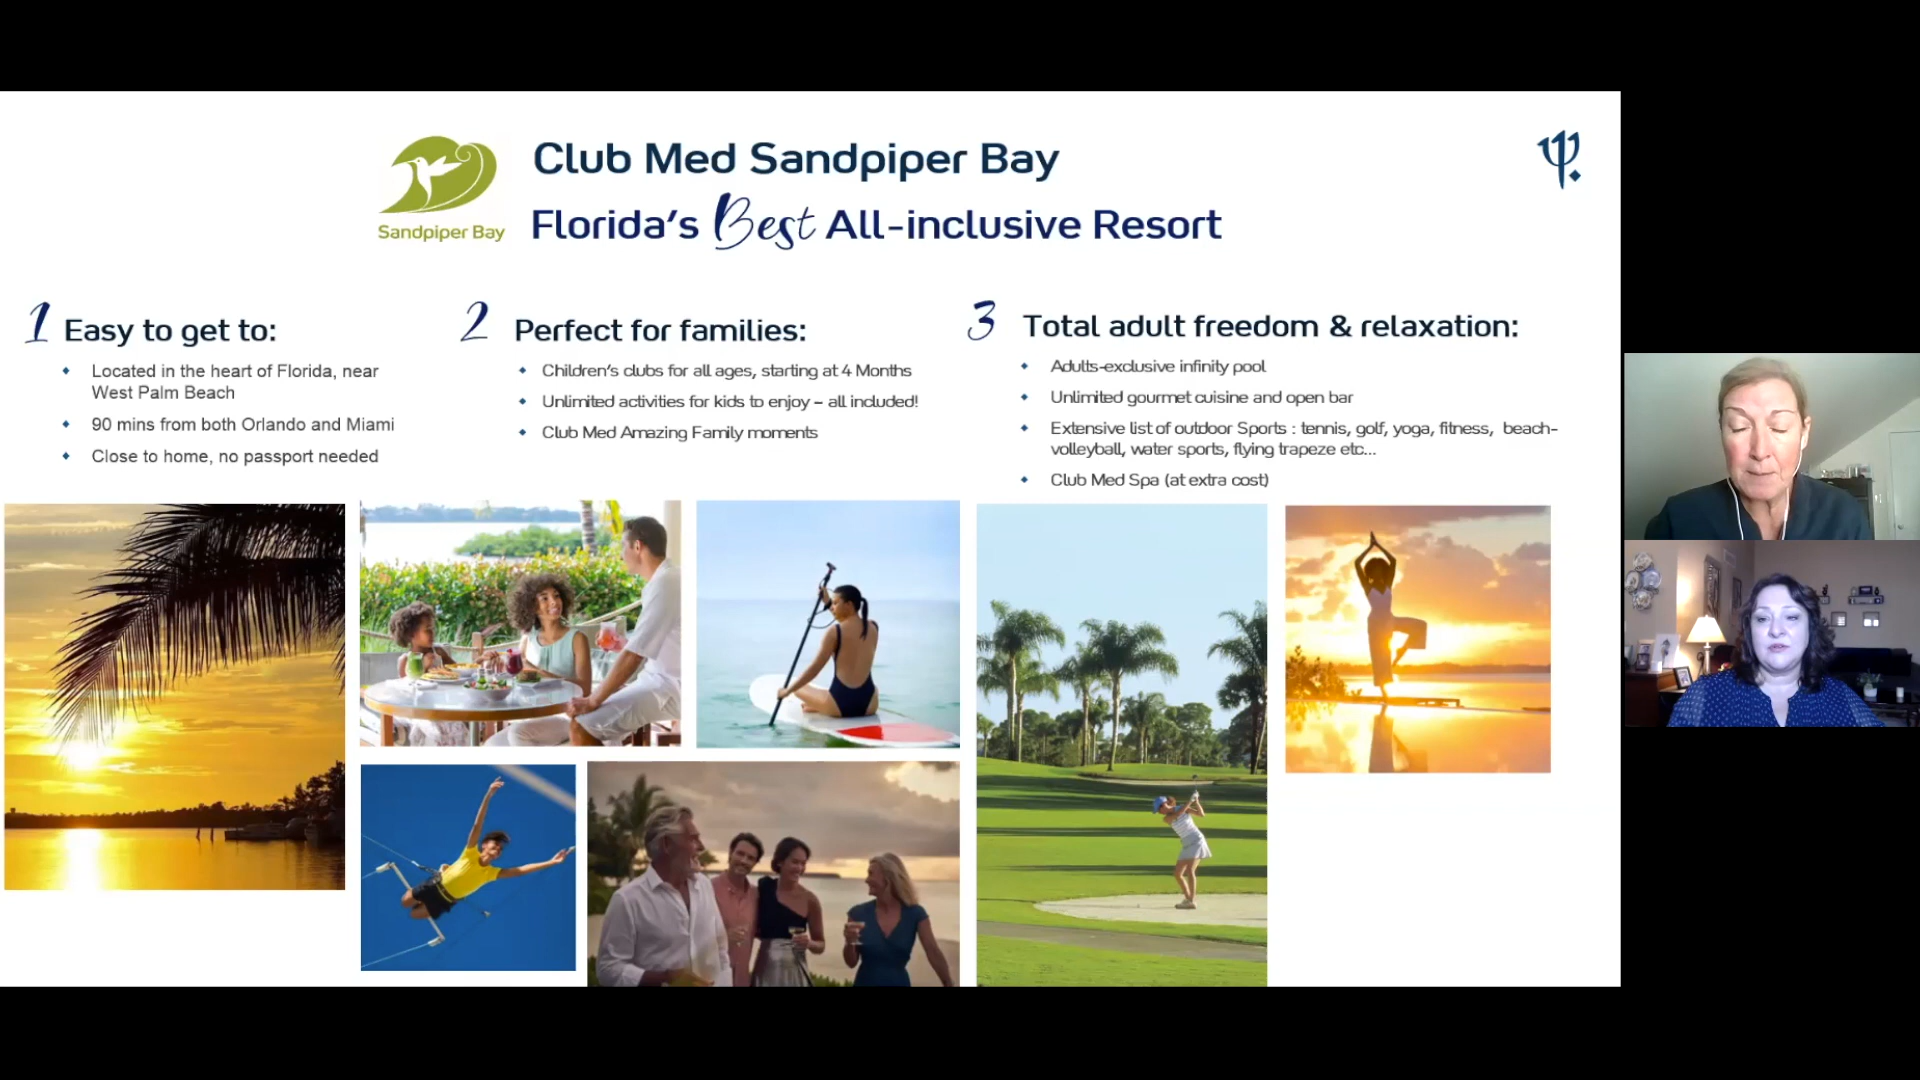 Club Med Sandpiper Bay
Sandpiper Bay
Florida's Best All-inclusive Resort
1 Easy to get to:
Located in the heart of Florida, near
West Palm Beach
90 mins from both Orlando and Miami
Close to home, no passport needed
2 Perfect for families:
Children's clubs for all ages, starting at 4 Months
Unlimited activities for kids to enjoy – all included!
Club Med Amazing Family moments
3 Total adult freedom & relaxation:
Adults-exclusive infinity pool
Unlimited gourmet cuisine and open bar
Extensive list of outdoor Sports : tennis, golf, yoga, fitness, beach-
volleyball, water sports, flying trapeze etc...
Club Med Spa (at extra cost)